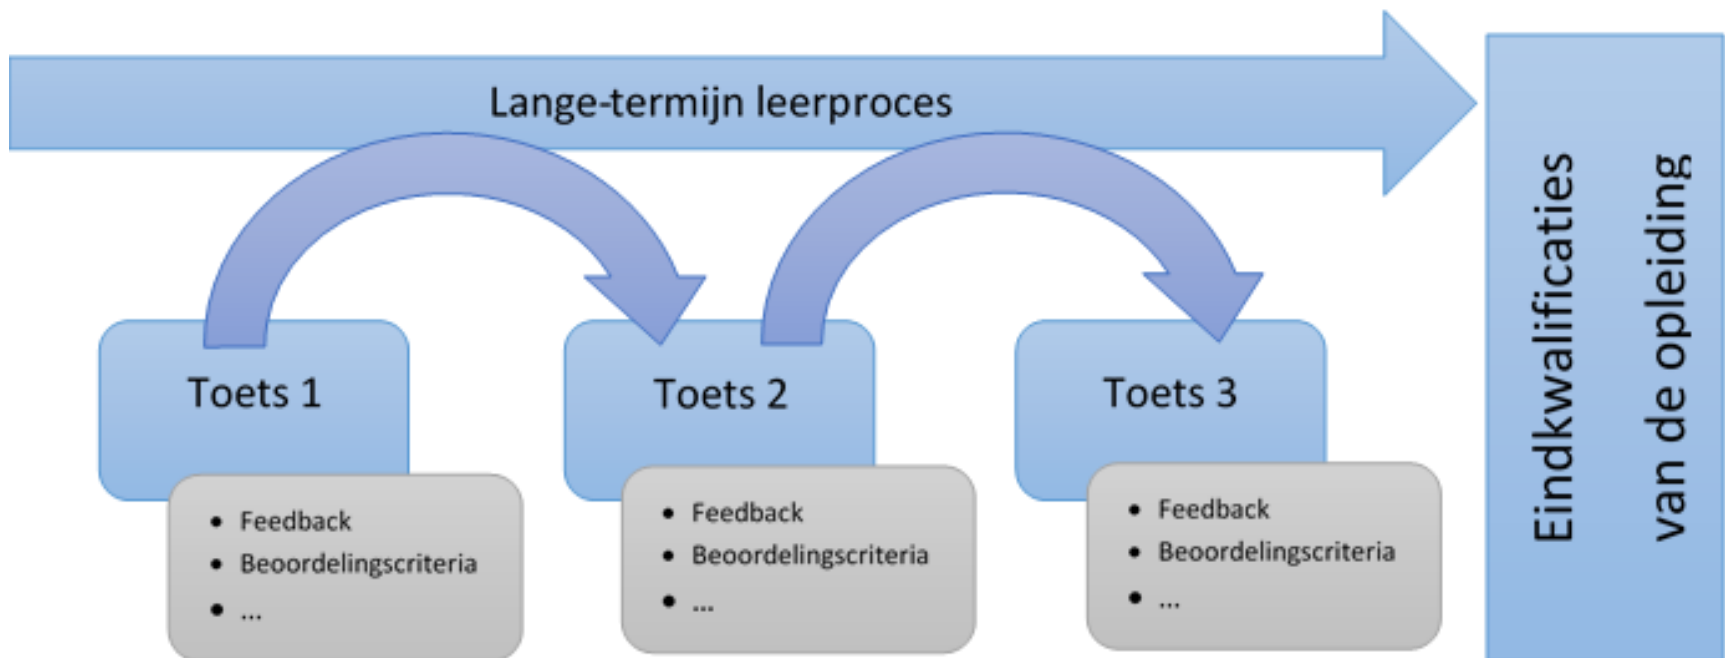 Lange-termijn leerproces
Toets 1
• Feedback
• Beoordelingscriteria
• ...
Toets 2
• Feedback
• Beoordelingscriteria
• ...
Toets 3
• Feedback
• Beoordelingscriteria
• ...
Eindkwalificaties
van de opleiding